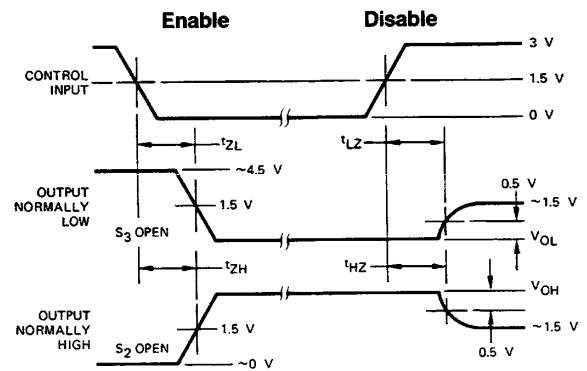 Enable Disable
3 V
CONTROL
INPUT
1.5 V
0 V
tZL tLZ
~4.5 V
0.5 V
OUTPUT
NORMALLY
LOW
1.5 V
~1.5 V
S3 OPEN
VOL
tZH tHZ
VOH
OUTPUT
NORMALLY
HIGH
1.5 V
~1.5 V
S2 OPEN
0.5 V
~0 V